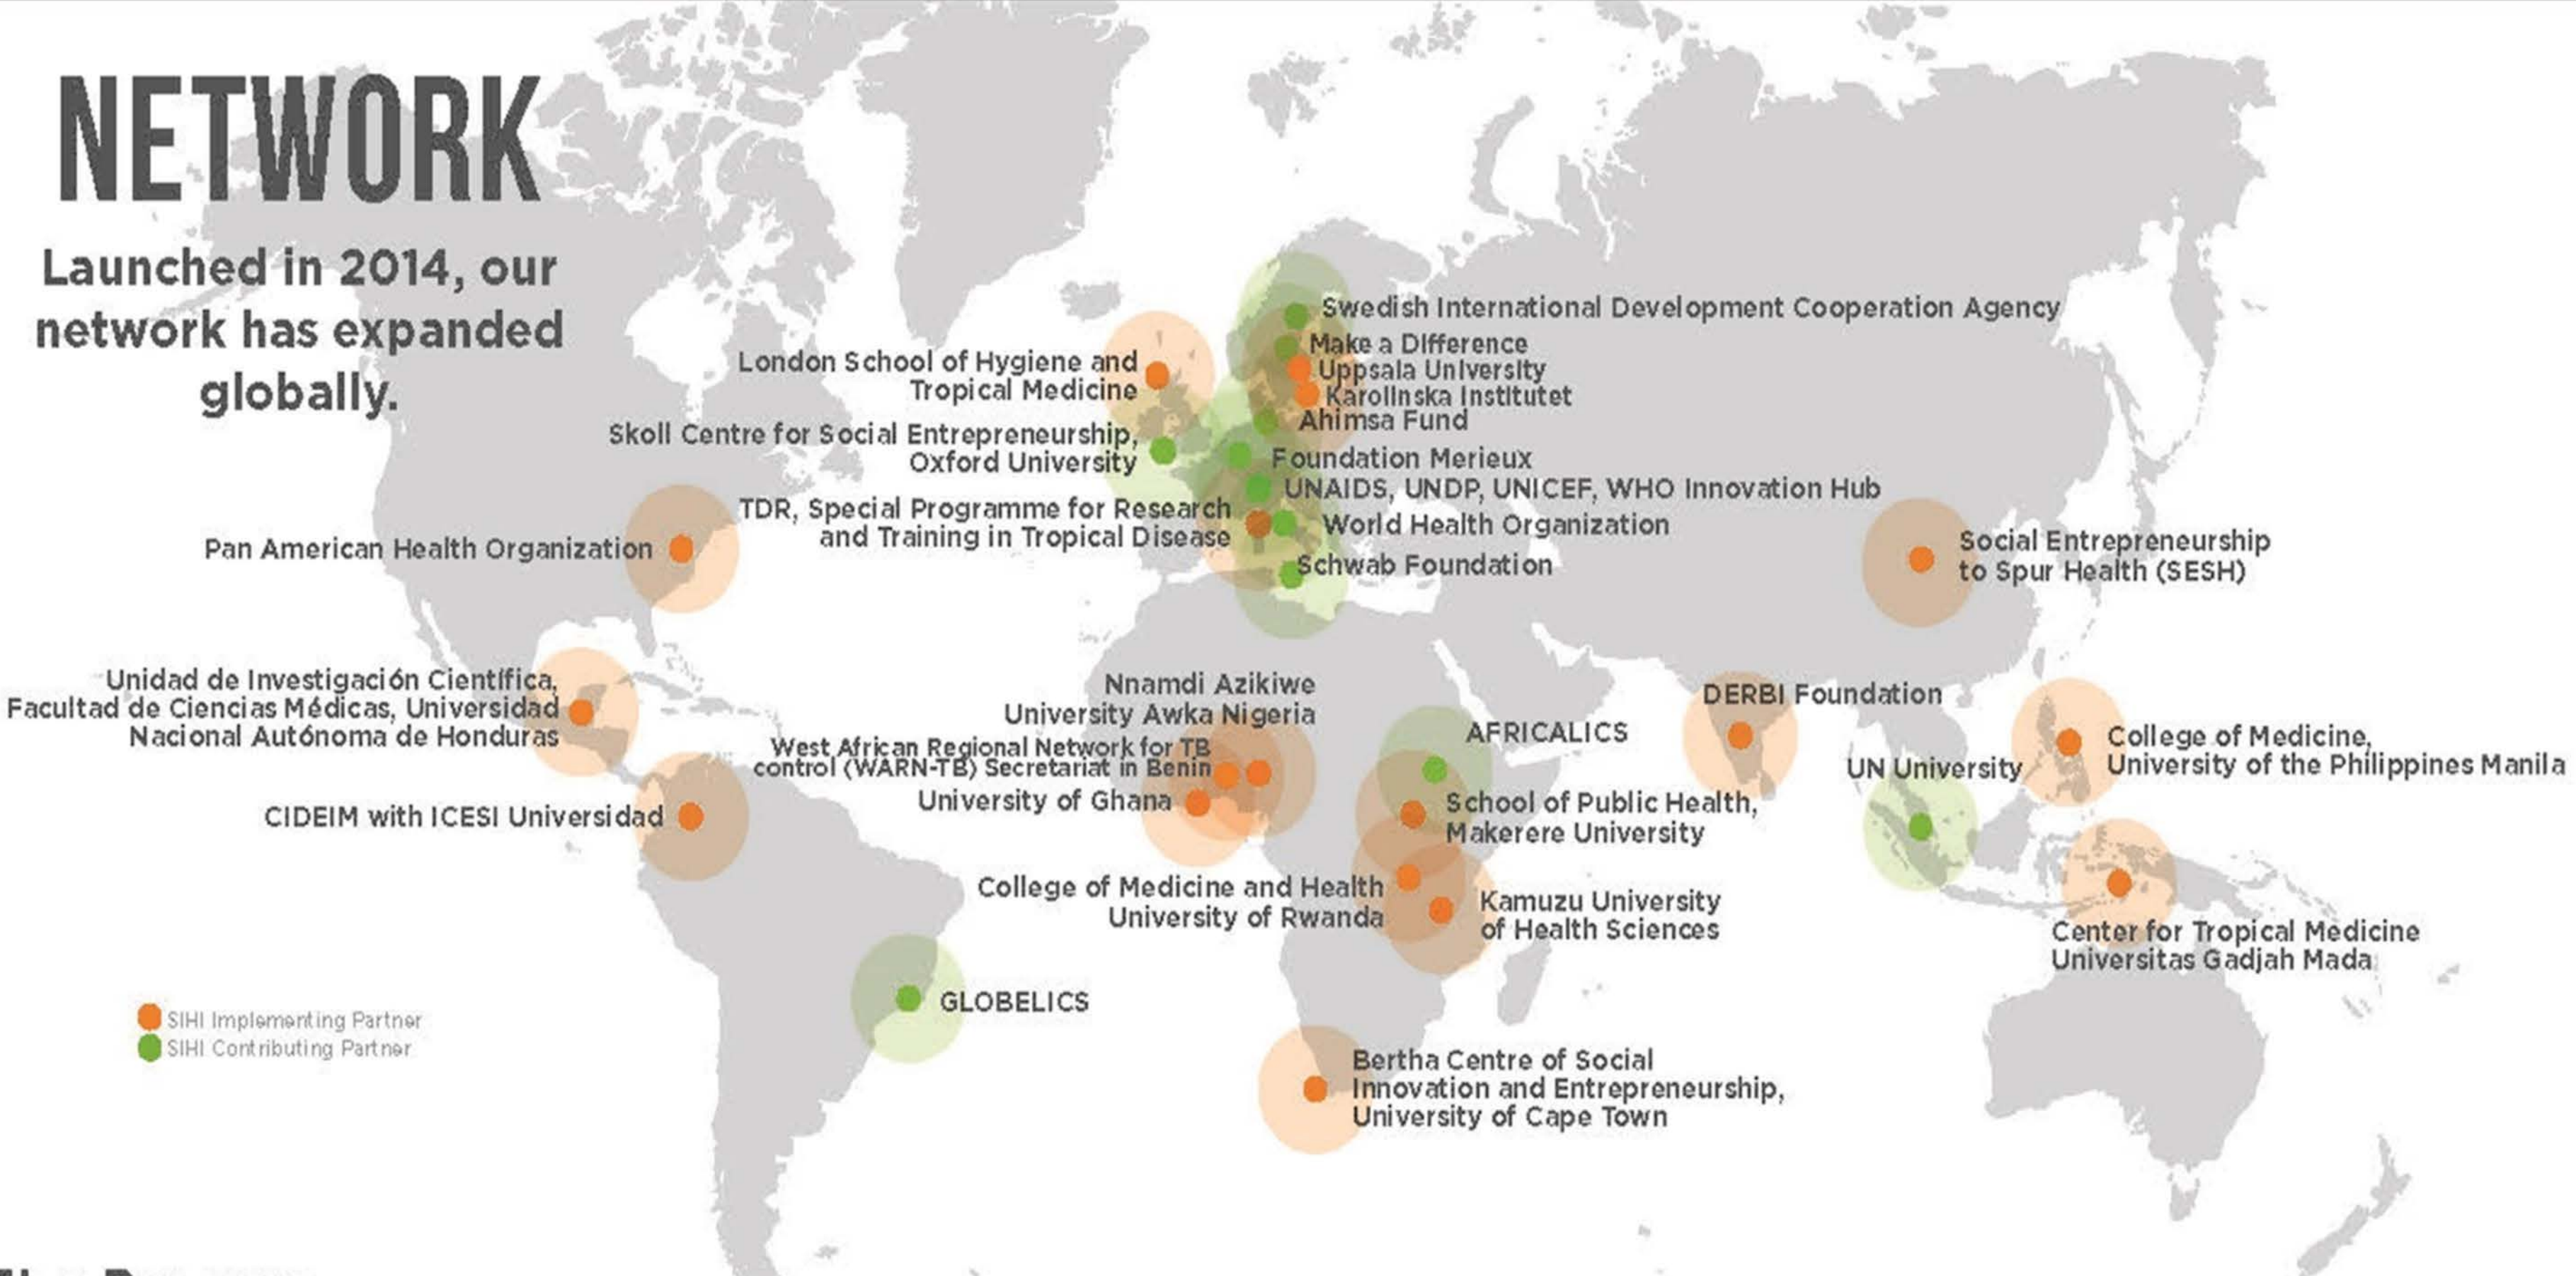 NETWORK
Launched in 2014, our
network has expanded
globally.
Swedish International Development Cooperation Agency
Make a Difference
Uppsala University
Karolinska Institutet
Ahimsa Fund
London School of Hygiene and
Tropical Medicine
Skoll Centre for Social Entrepreneurship,
Oxford University
Foundation Merieux
UNAIDS, UNDP, UNICEF, WHO Innovation Hub
TDR, Special Programme for Research
and Training in Tropical Disease
World Health Organization
Schwab Foundation
Pan American Health Organization
Social Entrepreneurship
to Spur Health (SESH)
Unidad de Investigación Científica,
Facultad de Ciencias Médicas, Universidad
Nacional Autónoma de Honduras
Nnamdi Azikiwe
University Awka Nigeria
West African Regional Network for TB
control (WARN-TB) Secretariat in Benin
University of Ghana
AFRICALICS
DERBI Foundation
UN University
College of Medicine,
University of the Philippines Manila
CIDEIM with ICESI Universidad
School of Public Health,
Makerere University
College of Medicine and Health
University of Rwanda
Kamuzu University
of Health Sciences
Center for Tropical Medicine
Universitas Gadjah Mada
GLOBELICS
SIHI Implementing Partner
SIHI Contributing Partner
Bertha Centre of Social
Innovation and Entrepreneurship,
University of Cape Town